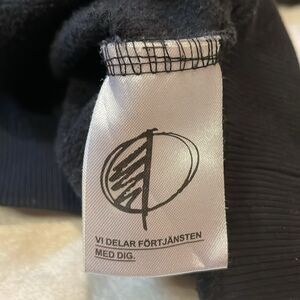 VI DELAR FÖRTJÄNSTEN
MED DIG.